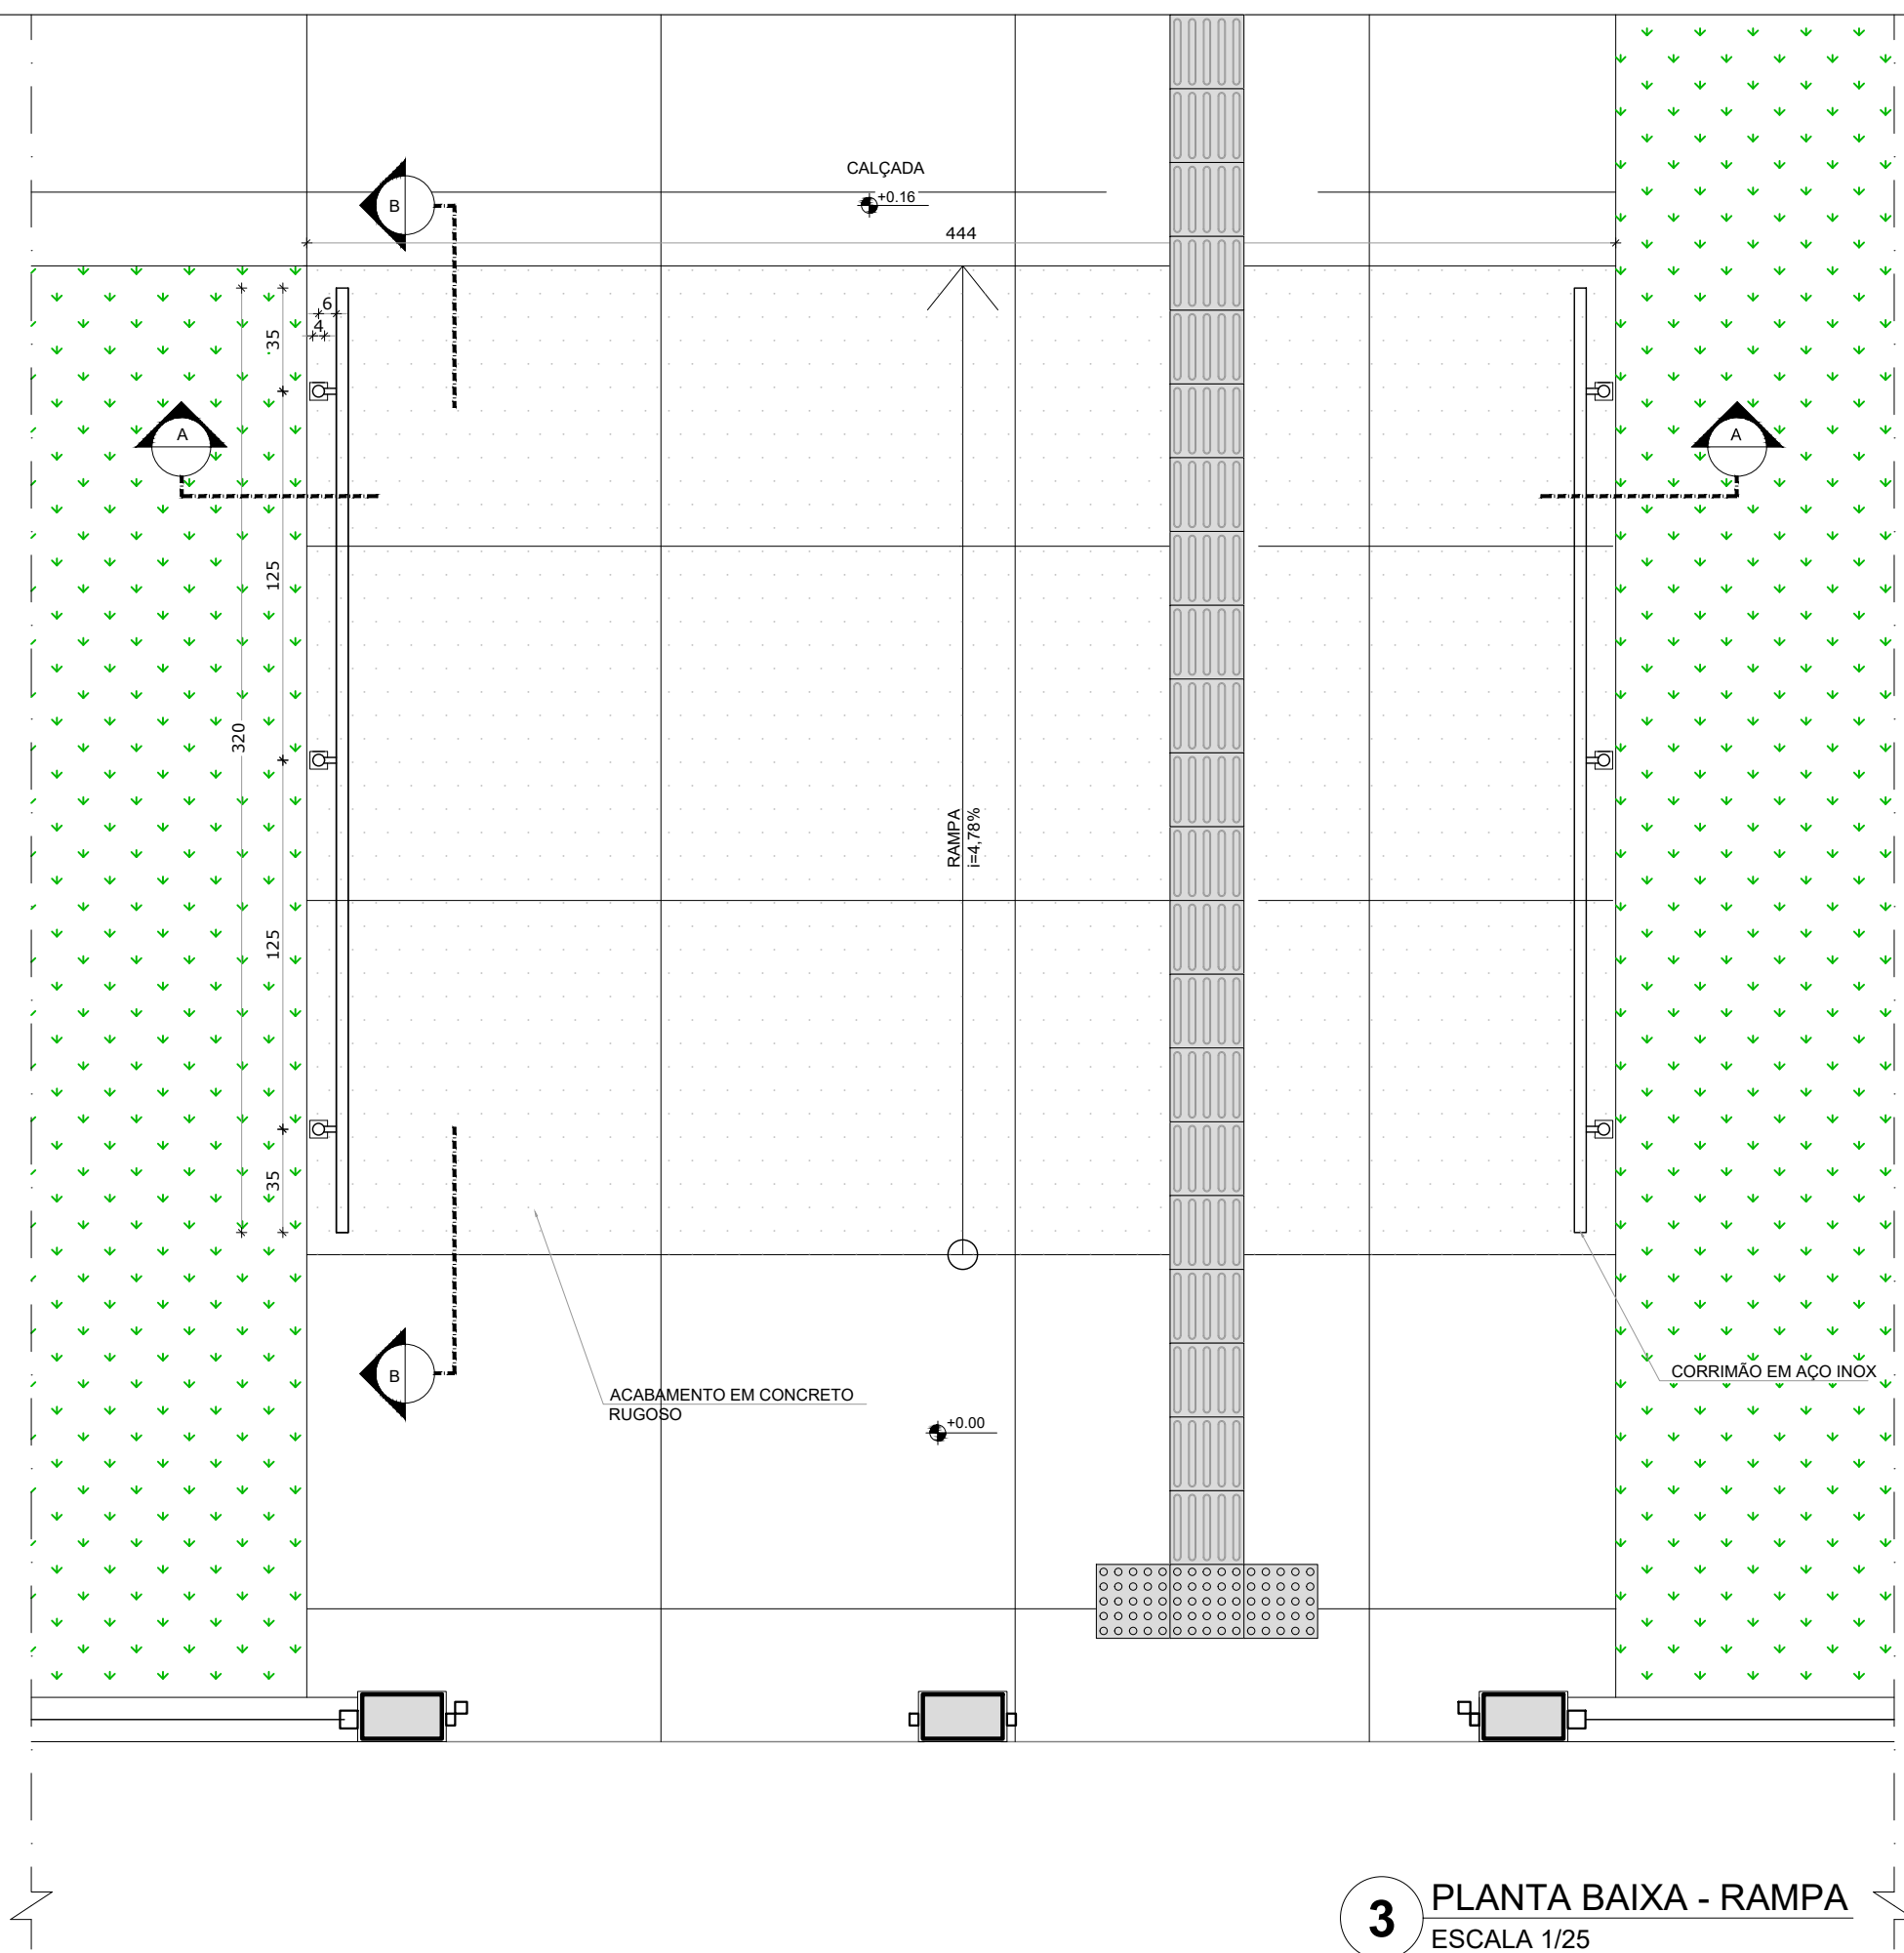 CALÇADA
+0.16
B
444
6
4
35
A
A
125
320
RAMPA
i=4,78%
125
35
B
ACABAMENTO EM CONCRETO
RUGOSO
+0.00
CORRIMÃO EM AÇO INOX
3
PLANTA BAIXA - RAMPA
ESCALA 1/25